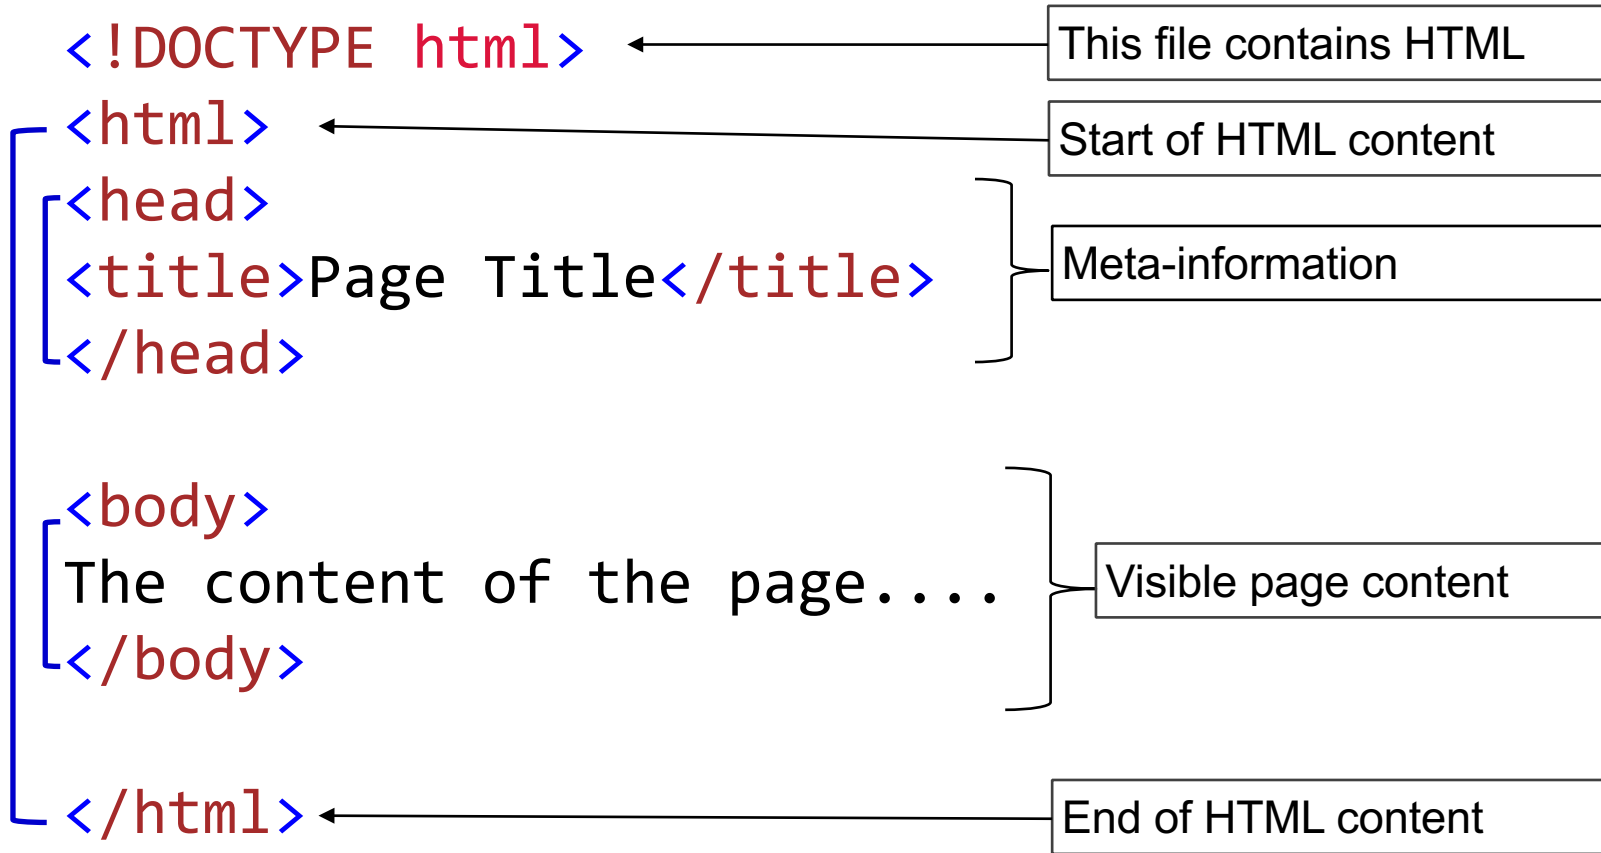 <!DOCTYPE html>
This file contains HTML
<html>
Start of HTML content
<head>
<title>Page Title</title>
Meta-information
</head>
<body>
The content of the page....
Visible page content
</body>
</html>
End of HTML content